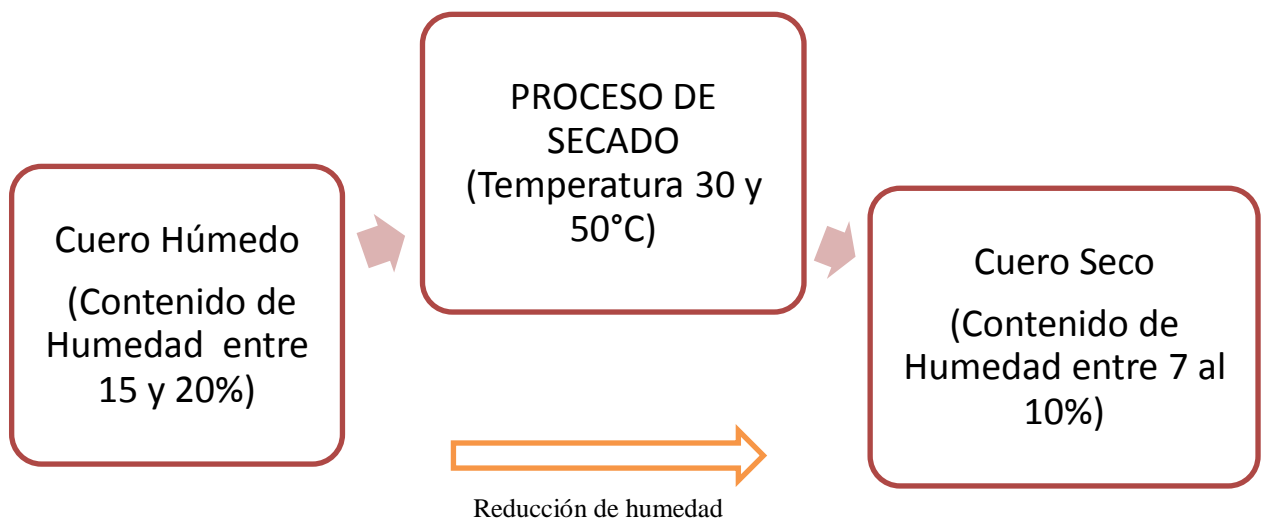 Cuero Húmedo
(Contenido de
Humedad entre
15 y 20%)
PROCESO DE
SECADO
(Temperatura 30 y
50°C)
Cuero Seco
(Contenido de
Humedad entre 7 al
10%)
Reducción de humedad